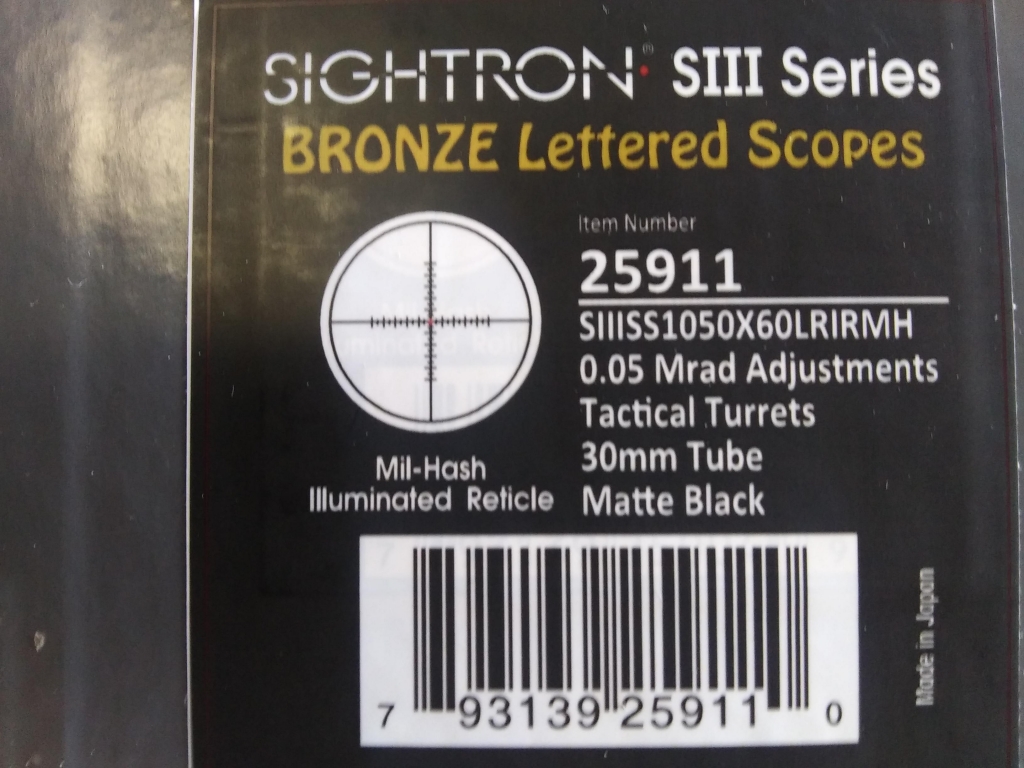 SIGHTRON® SIII Series
BRONZE Lettered Scopes
Item Number
25911
SIIISS1050X60LRIRMH
0.05 Mrad Adjustments
Tactical Turrets
30mm Tube
Matte Black
Mil-Hash
Illuminated Reticle
7 93139 25911 0
Made in Japan